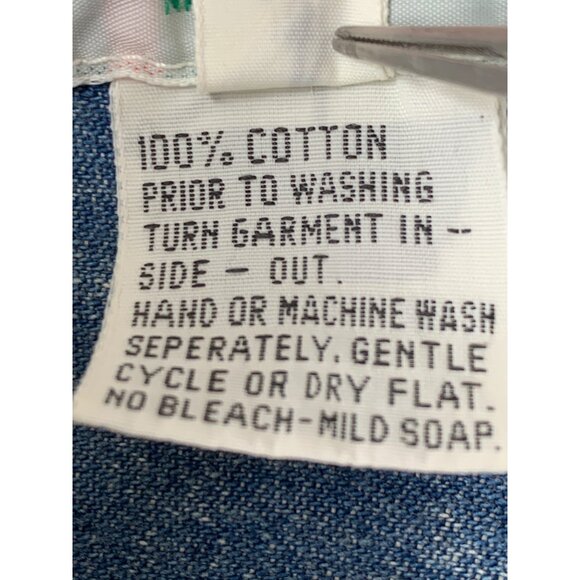 100% COTTON
PRIOR TO WASHING
TURN GARMENT IN --
SIDE - OUT.
HAND OR MACHINE WASH
SEPERATELY. GENTLE
CYCLE OR DRY FLAT.
NO BLEACH-MILD SOAP.